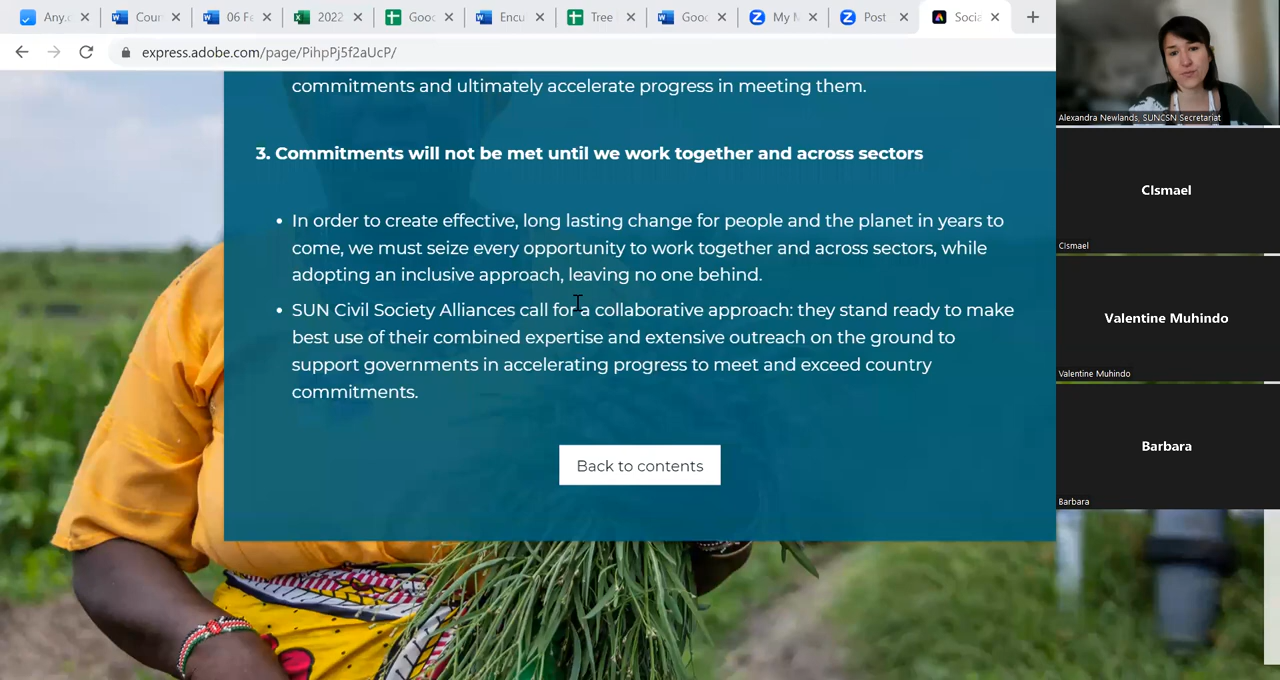 Any.
Cour
06 Fe
2022
Gooc
Encu
Tree
Gooc
My M
Post
Socia
express.adobe.com/page/PihpPj5f2aUcP/
commitments and ultimately accelerate progress in meeting them.
3. Commitments will not be met until we work together and across sectors
• In order to create effective, long lasting change for people and the planet in years to
come, we must seize every opportunity to work together and across sectors, while
adopting an inclusive approach, leaving no one behind.
• SUN Civil Society Alliances call for a collaborative approach: they stand ready to make
best use of their combined expertise and extensive outreach on the ground to
support governments in accelerating progress to meet and exceed country
commitments.
Back to contents
Alexandra Newlands, SUNCSN Secretariat
CIsmael
CIsmael
Valentine Muhindo
Valentine Muhindo
Barbara
Barbara